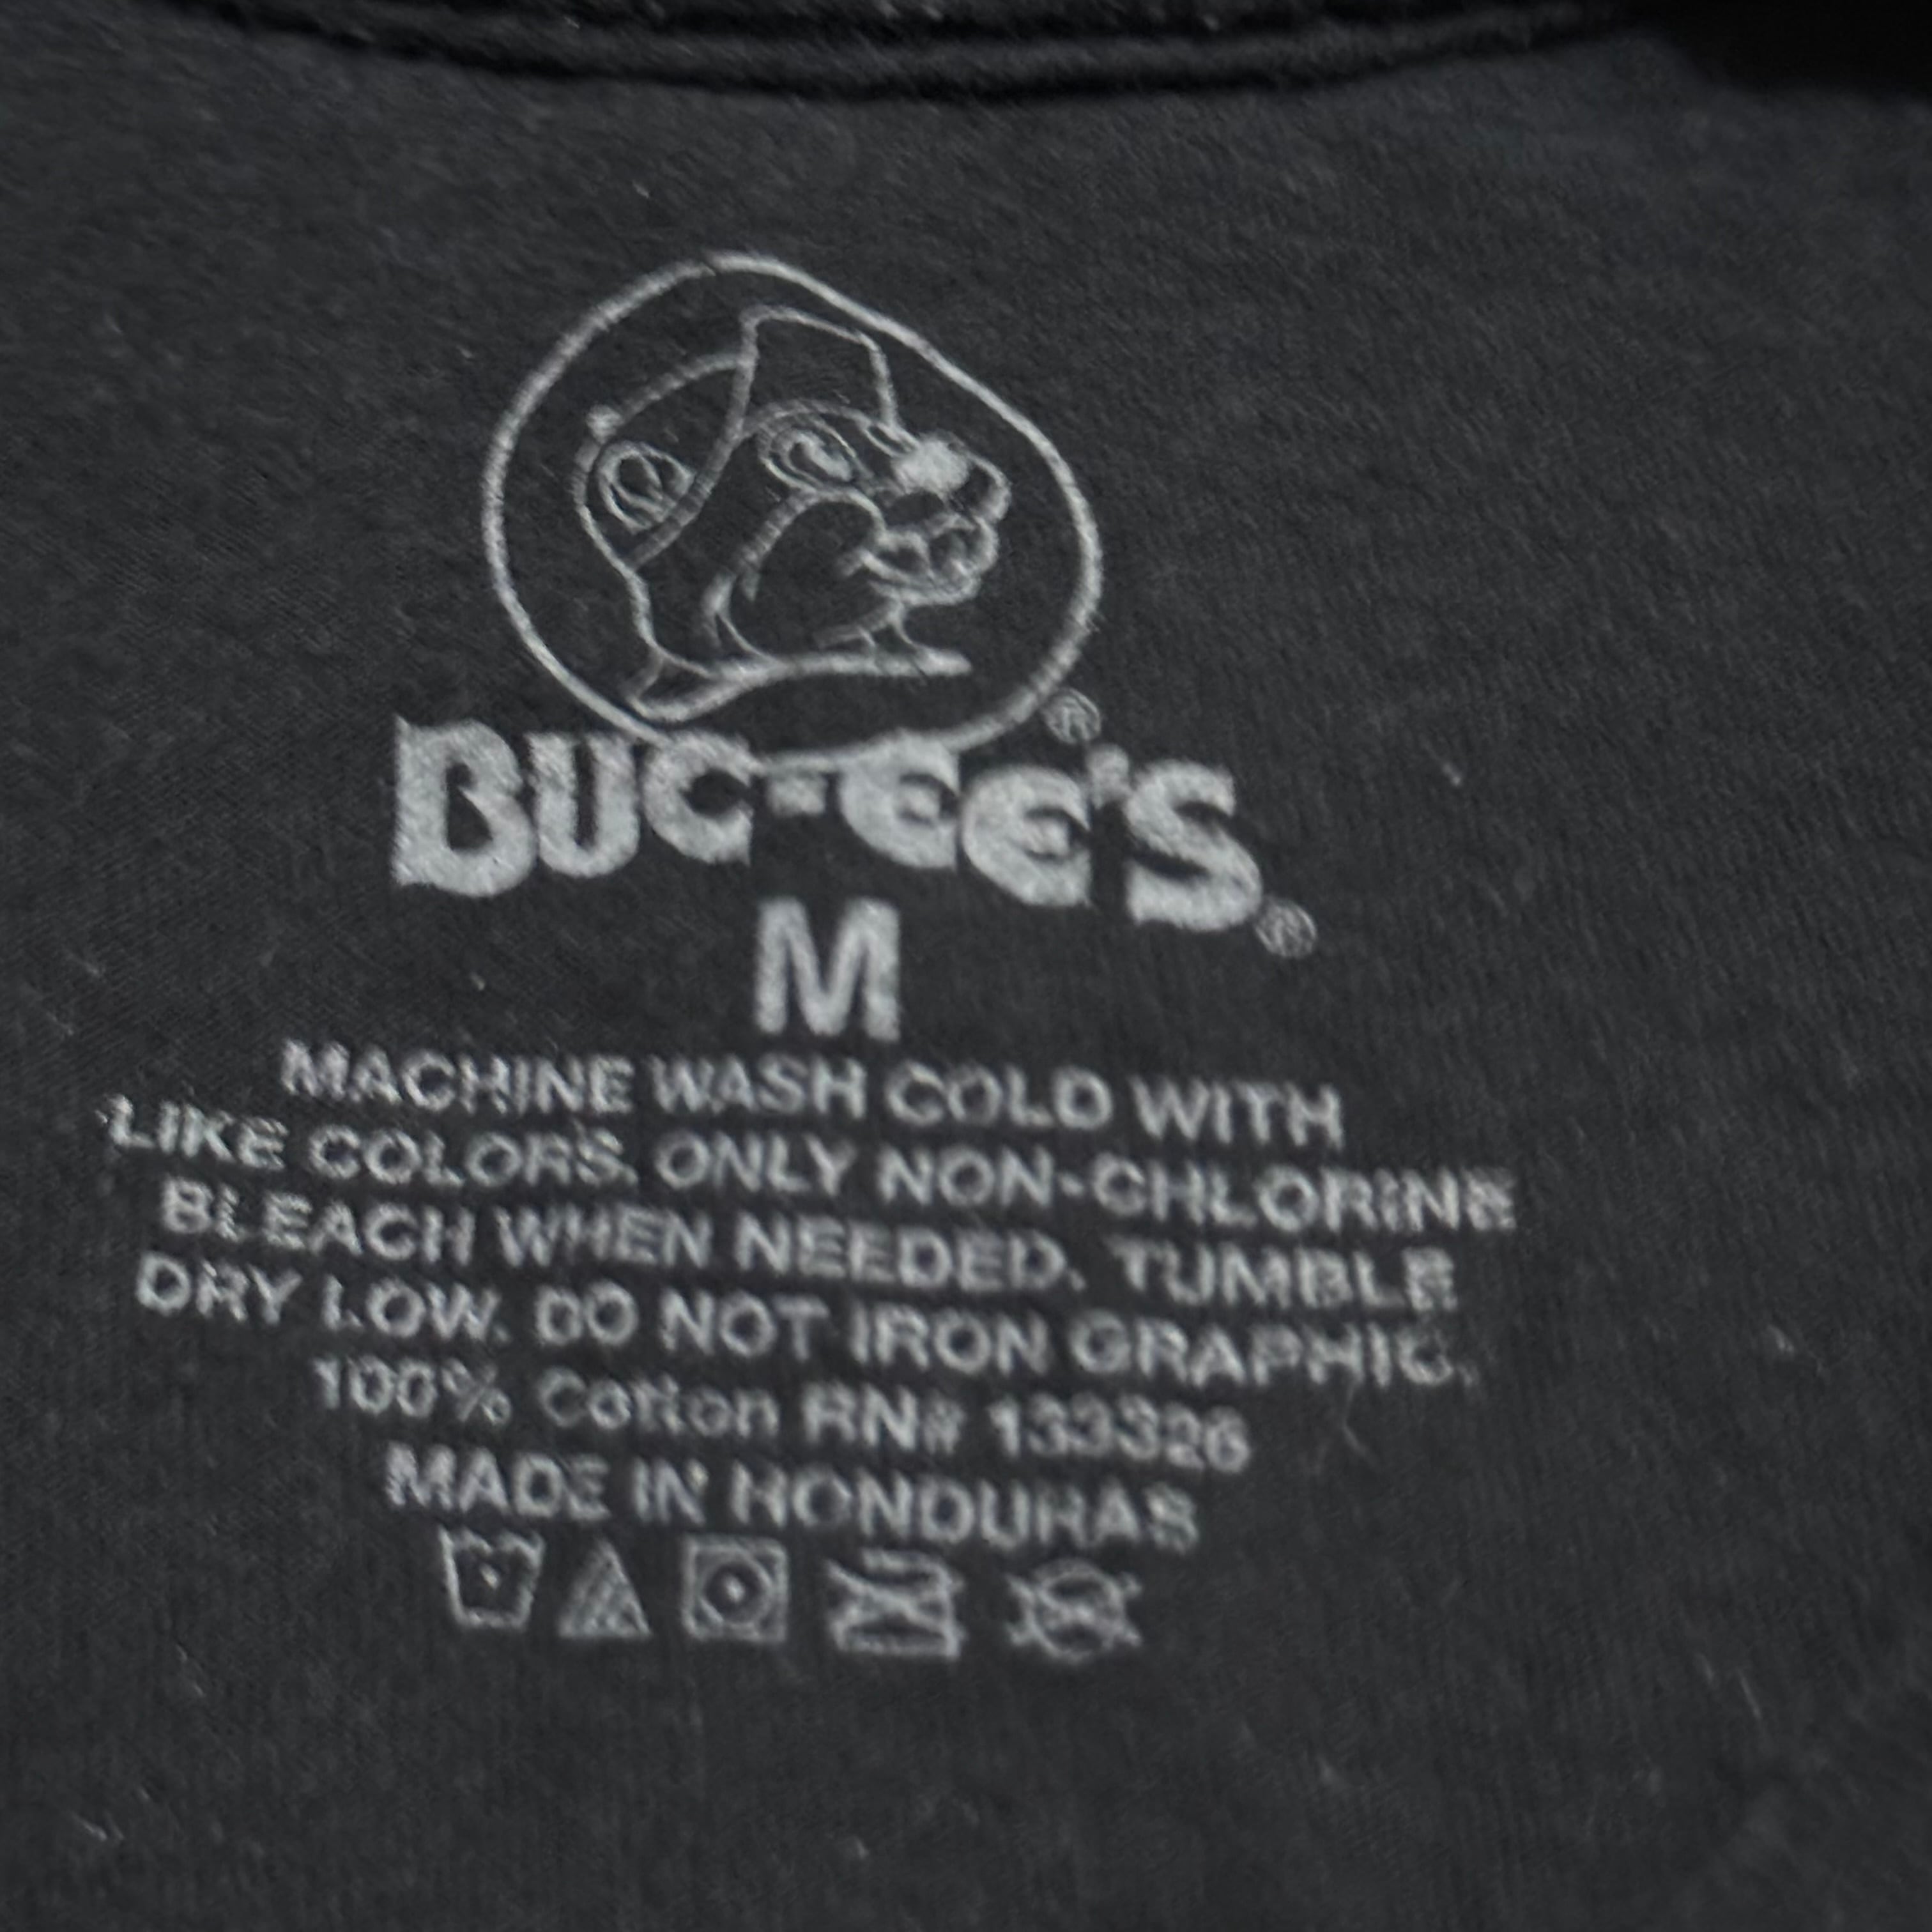 ®
BUC-EE'S®
M
MACHINE WASH COLD WITH
LIKE COLORS. ONLY NON-CHLORINE
BLEACH WHEN NEEDED. TUMBLE
DRY LOW. DO NOT IRON GRAPHIC.
100% Cotton RN# 133326
MADE IN HONDURAS